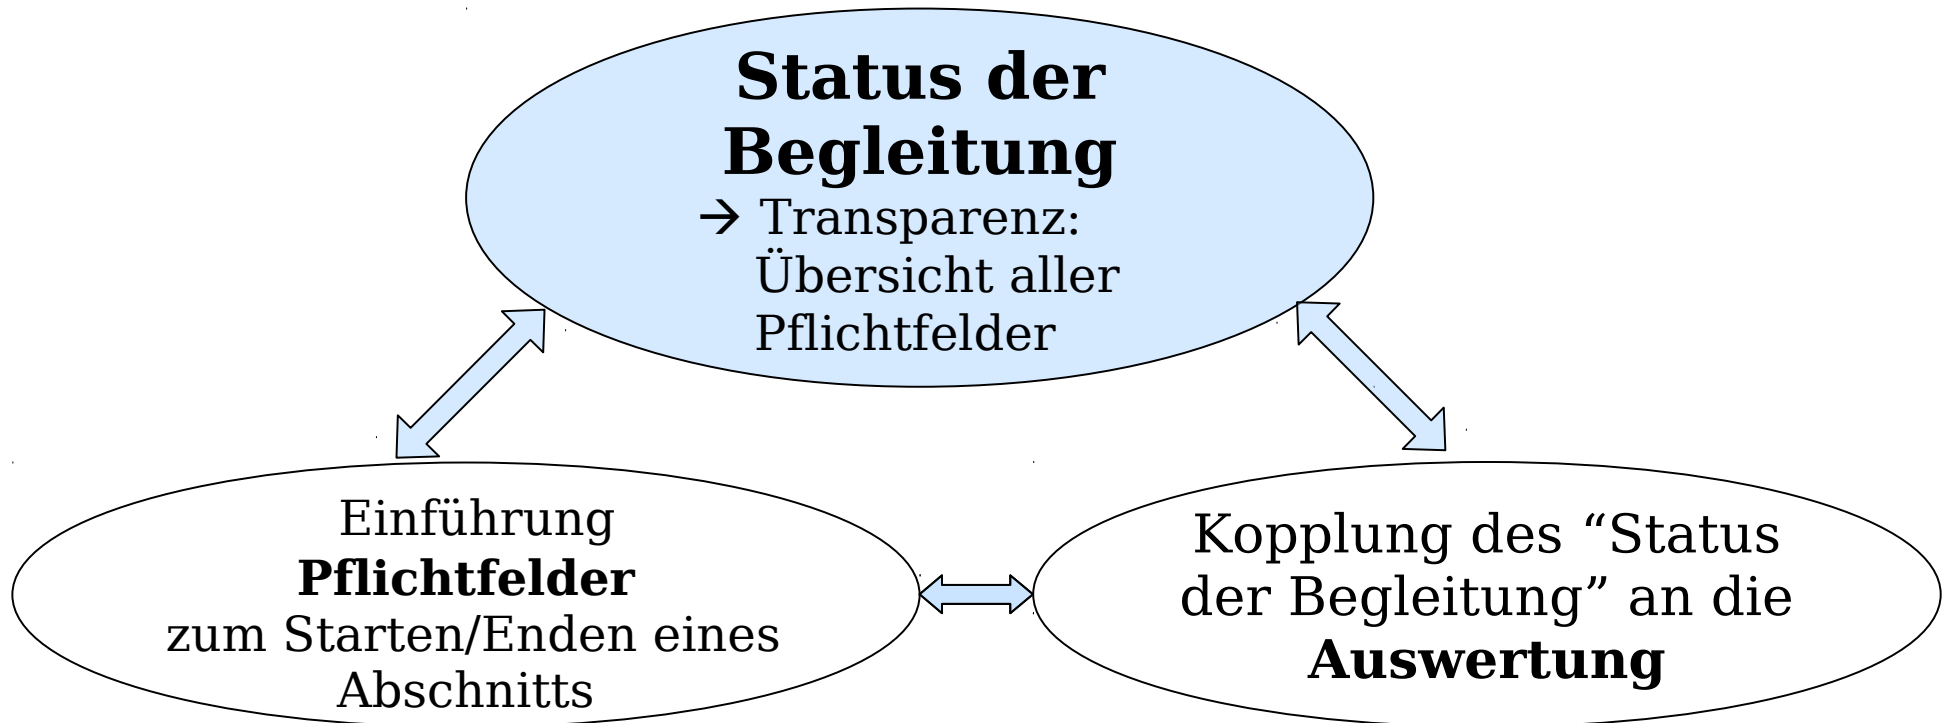 Status der
Begleitung
→ Transparenz:
Übersicht aller
Pflichtfelder
Einführung
Pflichtfelder
zum Starten/Enden eines
Abschnitts
Kopplung des “Status
der Begleitung” an die
Auswertung